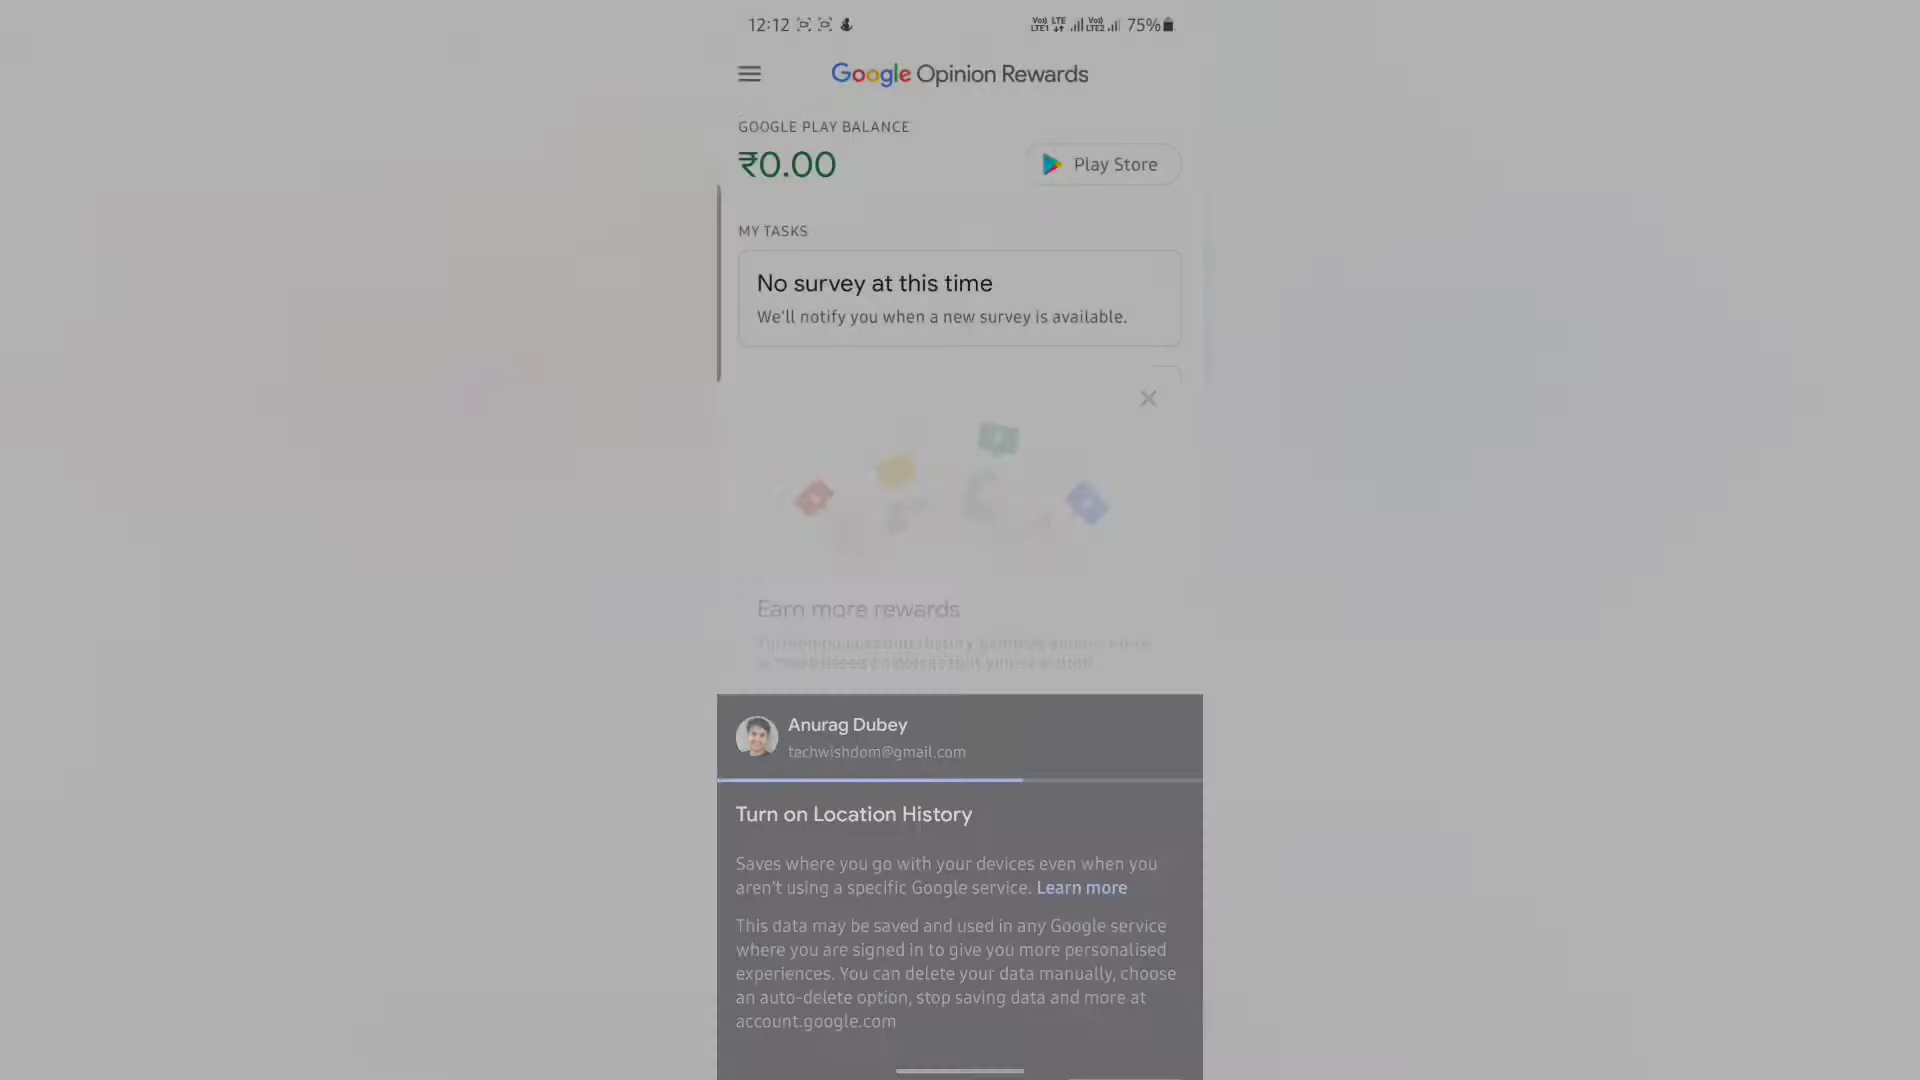 12:12 Vo) LTE LTE1 Vo) LTE2 75%
Google Opinion Rewards
GOOGLE PLAY BALANCE
₹0.00
Play Store
MY TASKS
No survey at this time
We'll notify you when a new survey is available.
Earn more rewards
Anurag Dubey
techwishdom@gmail.com
Turn on Location History
Saves where you go with your devices even when you
aren't using a specific Google service. Learn more
This data may be saved and used in any Google service
where you are signed in to give you more personalised
experiences. You can delete your data manually, choose
an auto-delete option, stop saving data and more at
account.google.com